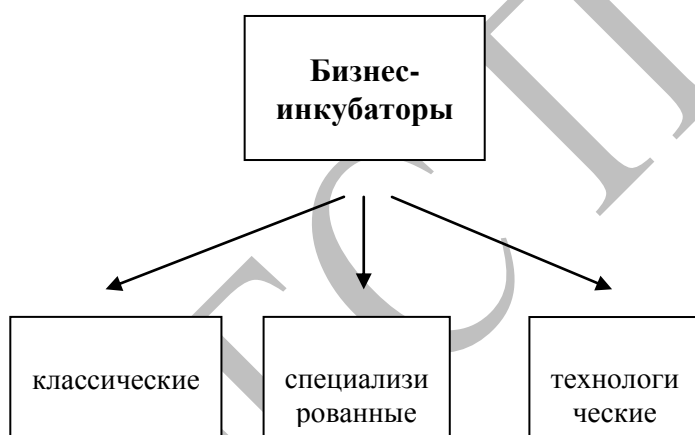 Бизнес-
инкубаторы
классические
специализи
рованные
технологи
ческие